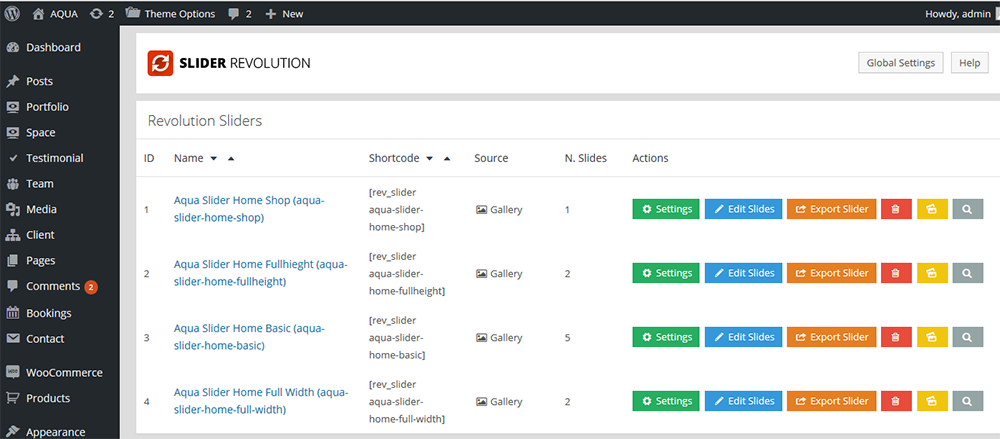 AQUA 2 Theme Options 2 New Howdy, admin
Dashboard
Posts
Portfolio
Space
Testimonial
Team
Media
Client
Pages
Comments 2
Bookings
Contact
WooCommerce
Products
Appearance
SLIDER REVOLUTION
Global Settings Help
Revolution Sliders
ID Name Shortcode Source N. Slides Actions
1
Aqua Slider Home Shop (aqua-
slider-home-shop)
[rev_slider
aqua-slider-
home-shop]
Gallery
1
Settings Edit Slides Export Slider
2
Aqua Slider Home Fullhieght (aqua-
slider-home-fullheight)
[rev_slider
aqua-slider-
home-fullheight]
Gallery
2
Settings Edit Slides Export Slider
3
Aqua Slider Home Basic (aqua-
slider-home-basic)
[rev_slider
aqua-slider-
home-basic]
Gallery
5
Settings Edit Slides Export Slider
4
Aqua Slider Home Full Width (aqua-
slider-home-full-width)
[rev_slider
aqua-slider-
home-full-width]
Gallery
2
Settings Edit Slides Export Slider